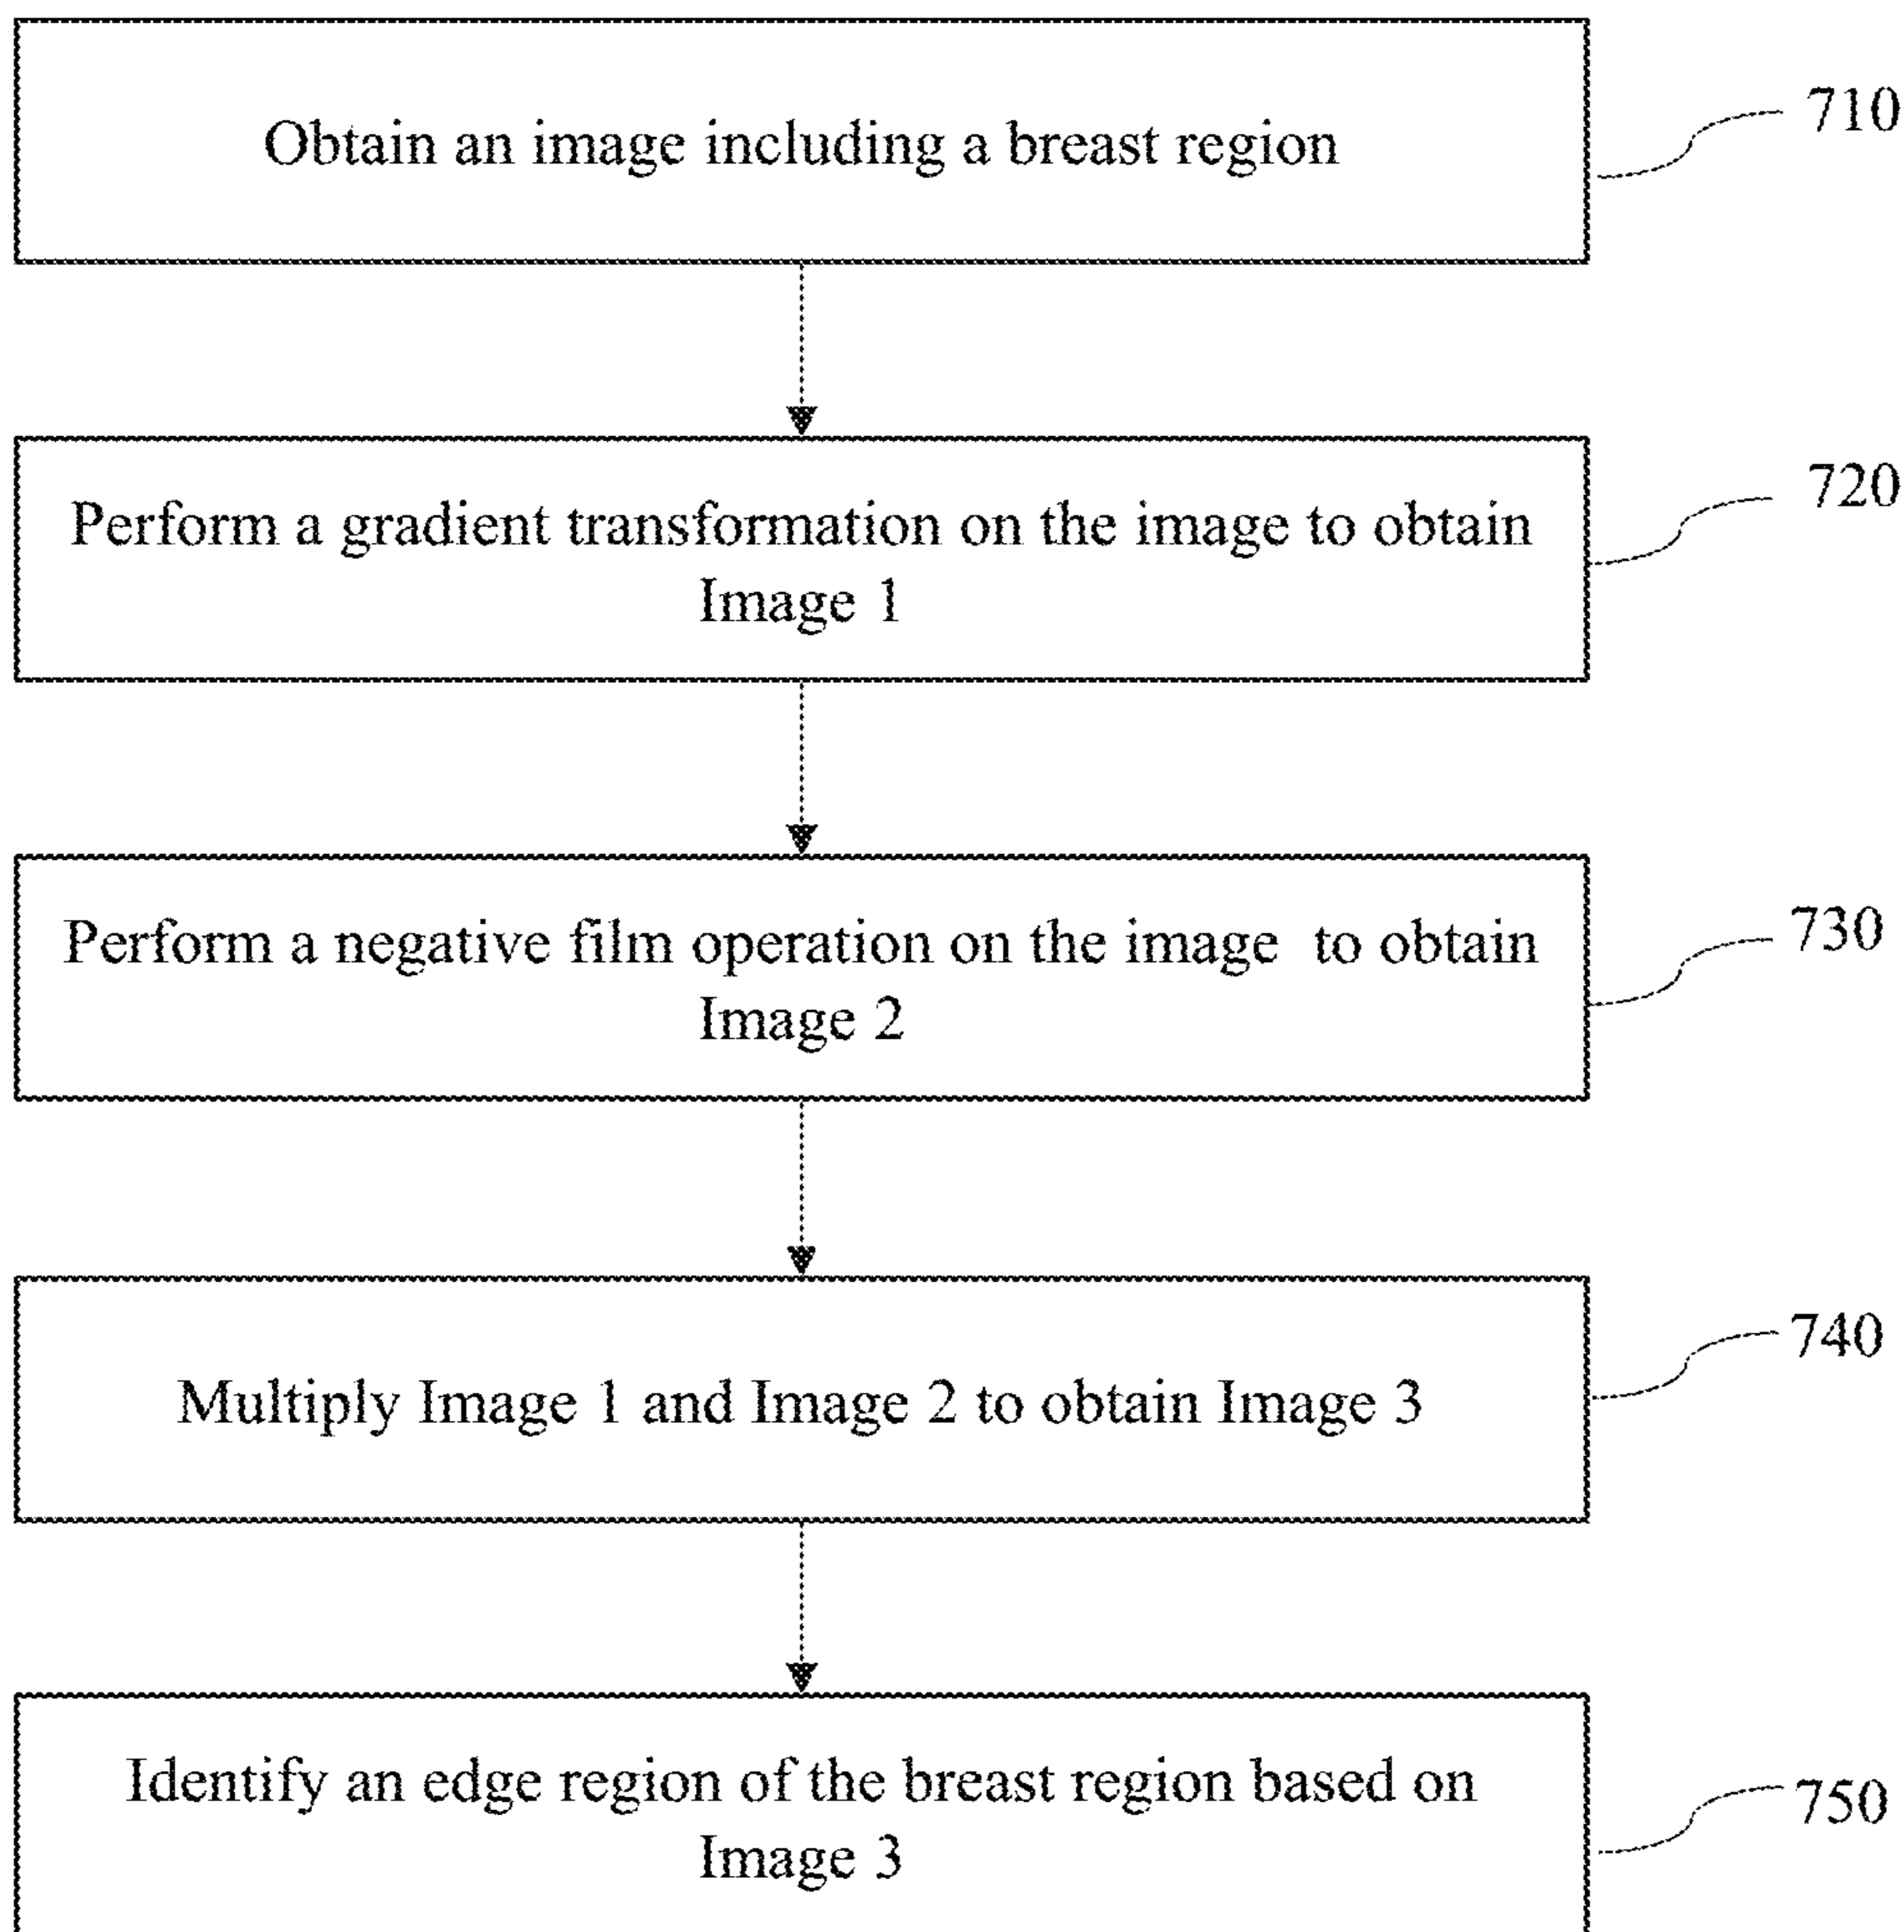 Obtain an image including a breast region
710
Perform a gradient transformation on the image to obtain
Image 1
720
Perform a negative film operation on the image  to obtain
Image 2
730
Multiply Image 1 and Image 2 to obtain Image 3
740
Identify an edge region of the breast region based on
Image 3
750